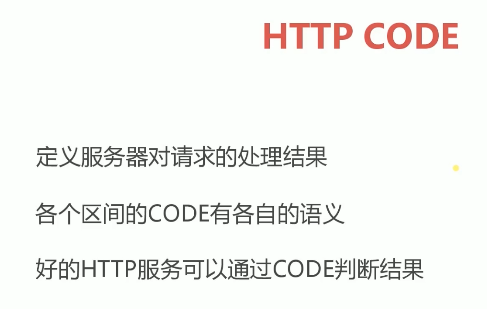 HTTP CODE
定义服务器对请求的处理结果
各个区间的CODE有各自的语义
好的HTTP服务可以通过CODE判断结果